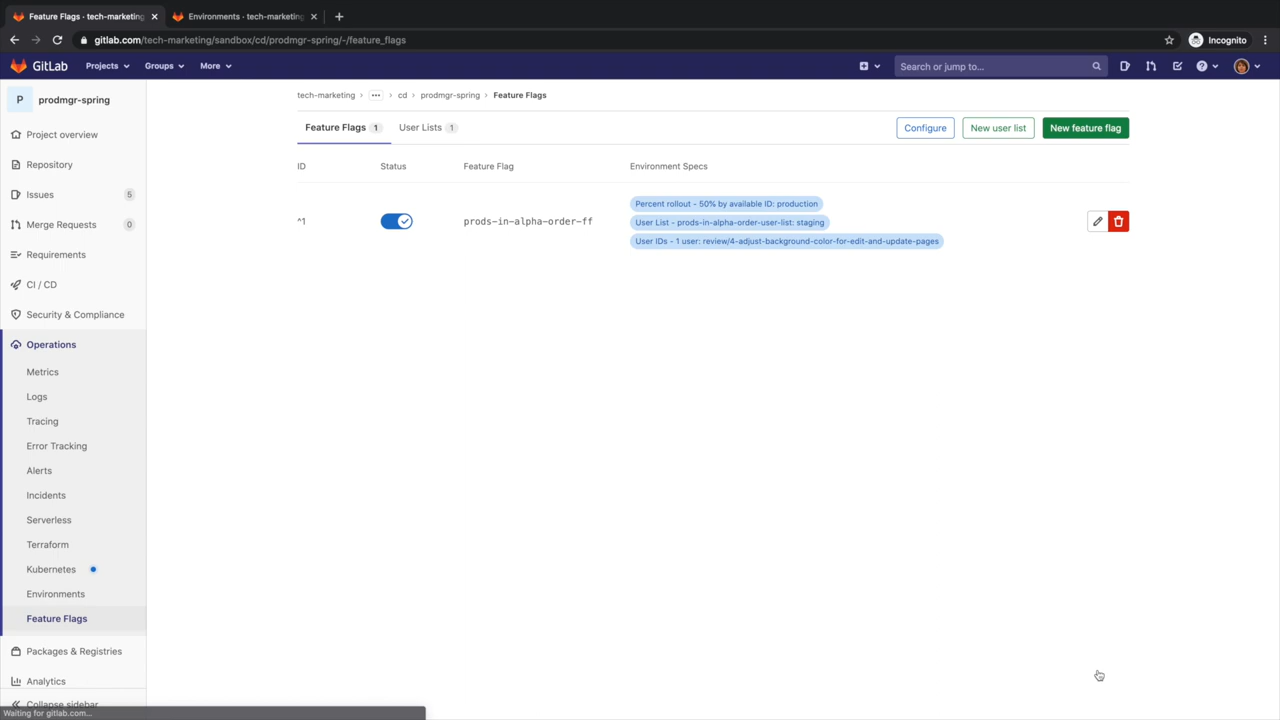 Feature Flags · tech-marketing
Environments · tech-marketing
gitlab.com/tech-marketing/sandbox/cd/prodmgr-spring/-/feature_flags
Incognito
GitLab
Projects
Groups
More
Search or jump to...
P
prodmgr-spring
Project overview
Repository
Issues
5
Merge Requests
0
Requirements
CI / CD
Security & Compliance
Operations
Metrics
Logs
Tracing
Error Tracking
Alerts
Incidents
Serverless
Terraform
Kubernetes
Environments
Feature Flags
Packages & Registries
Analytics
Collapse sidebar
Waiting for gitlab.com...
tech-marketing > ... > cd > prodmgr-spring > Feature Flags
Feature Flags 1
User Lists 1
Configure
New user list
New feature flag
ID
Status
Feature Flag
Environment Specs
^1
prods-in-alpha-order-ff
Percent rollout - 50% by available ID: production
User List - prods-in-alpha-order-user-list: staging
User IDs - 1 user: review/4-adjust-background-color-for-edit-and-update-pages